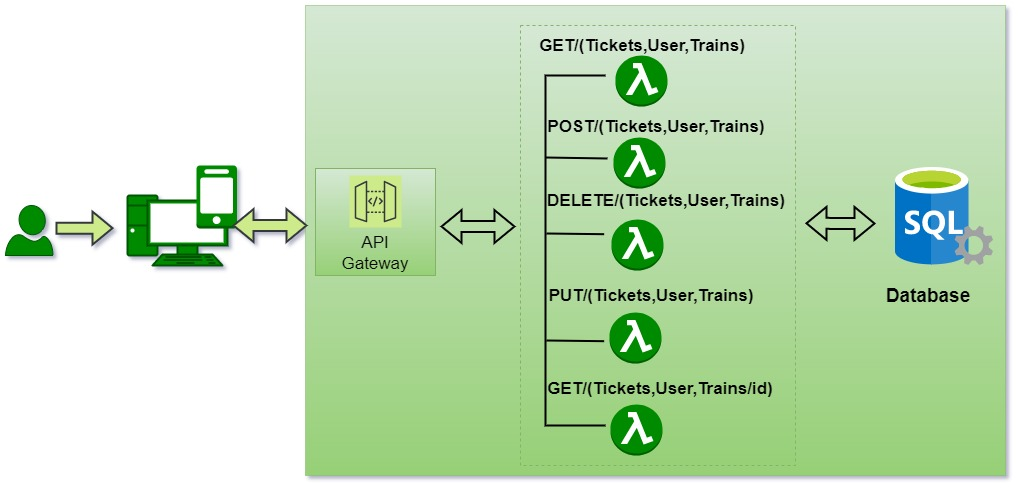 GET/(Tickets,User,Trains)
POST/(Tickets,User,Trains)
DELETE/(Tickets,User,Trains)
PUT/(Tickets,User,Trains)
GET/(Tickets,User,Trains/id)
</>
API
Gateway
SQL
Database
λ
λ
λ
λ
λ